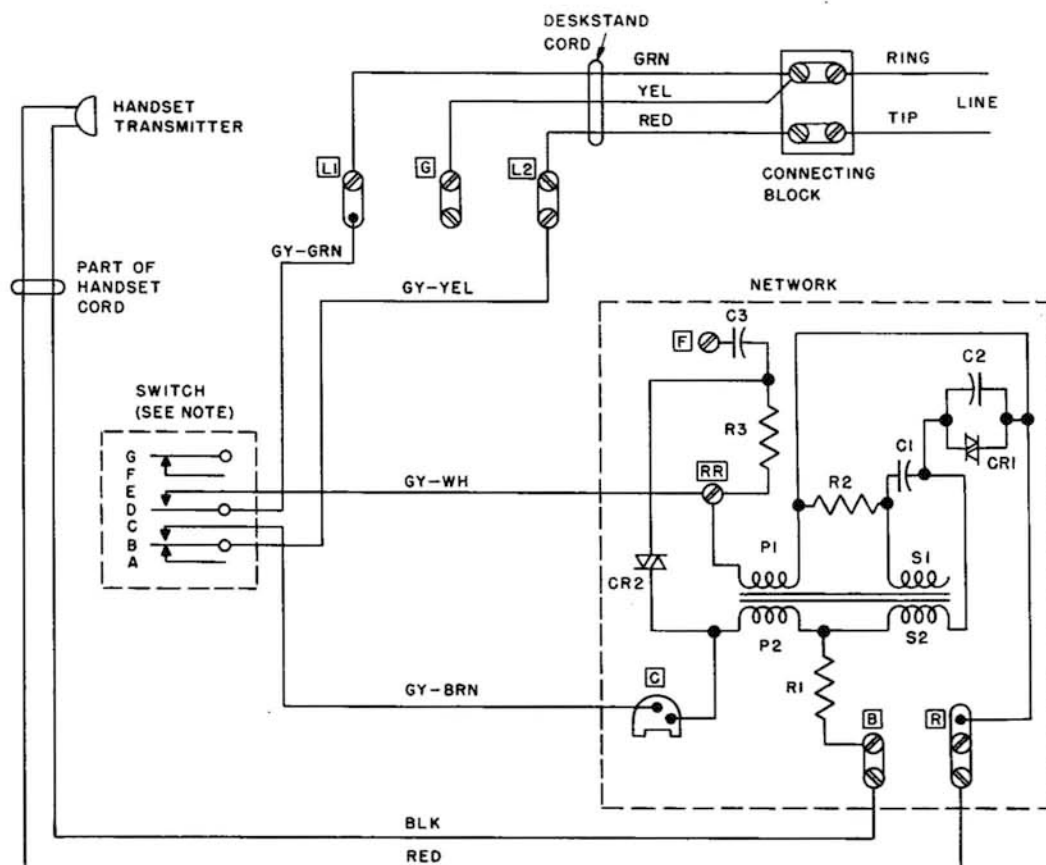 DESKSTAND
CORD
GRN
RING
YEL
HANDSET
TRANSMITTER
LINE
RED
TIP
L1
G
L2
CONNECTING
BLOCK
GY-GRN
PART OF
HANDSET
CORD
GY-YEL
NETWORK
C3
F
C2
SWITCH
(SEE NOTE)
R3
C1
CR1
G
F
RR
R2
E
GY-WH
D
C
B
P1
S1
A
CR2
P2
S2
R1
GY-BRN
C
B
R
BLK
RED